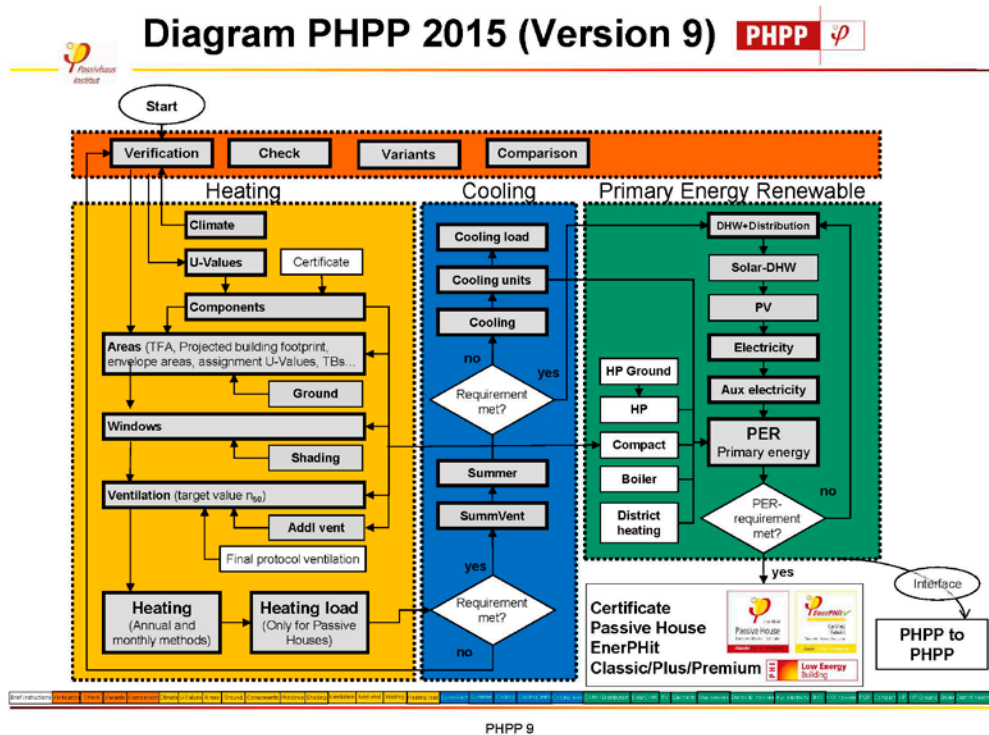 Diagram PHPP 2015 (Version 9)
PHPP
Passivhaus
Institut
Start
Verification
Check
Variants
Comparison
Heating
Cooling
Primary Energy Renewable
Climate
U-Values
Certificate
Components
Areas (TFA, Projected building footprint,
envelope areas, assignment U-Values, TBs...
Ground
Windows
Shading
Ventilation (target value n50)
Addl vent
Final protocol ventilation
Heating
(Annual and
monthly methods)
Heating load
(Only for Passive
Houses)
Cooling load
Cooling units
Cooling
no
yes
Requirement
met?
Summer
SummVent
yes
Requirement
met?
no
DHW+Distribution
Solar-DHW
PV
Electricity
Aux electricity
HP Ground
HP
Compact
Boiler
District
heating
PER
Primary energy
no
PER-
requirement
met?
yes
Interface
PHPP to
PHPP
Certificate
Passive House
EnerPHit
Classic/Plus/Premium
Passive House
EnerPHit
PHI
Low Energy
Building
PHPP 9